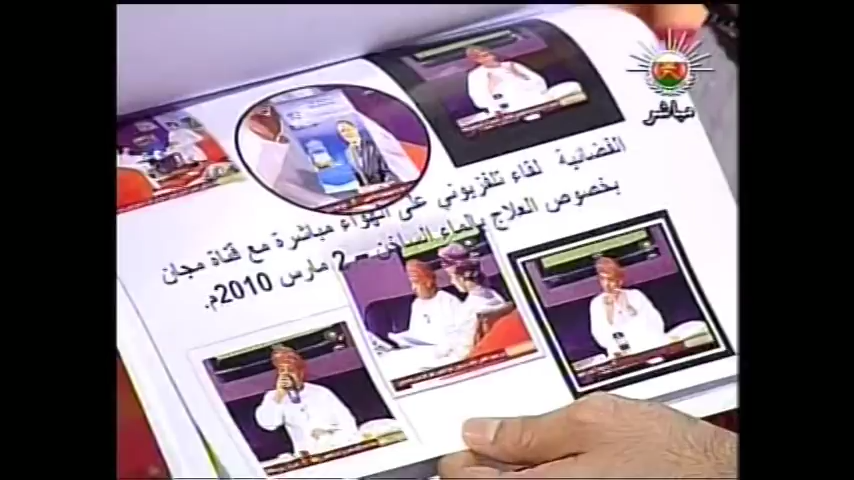 مباشر
لقاء تلفزيوني على الهواء مباشرة مع قناة مجان الفضائية
بخصوص العلاج بالماء الساخن – 2 مارس 2010م.